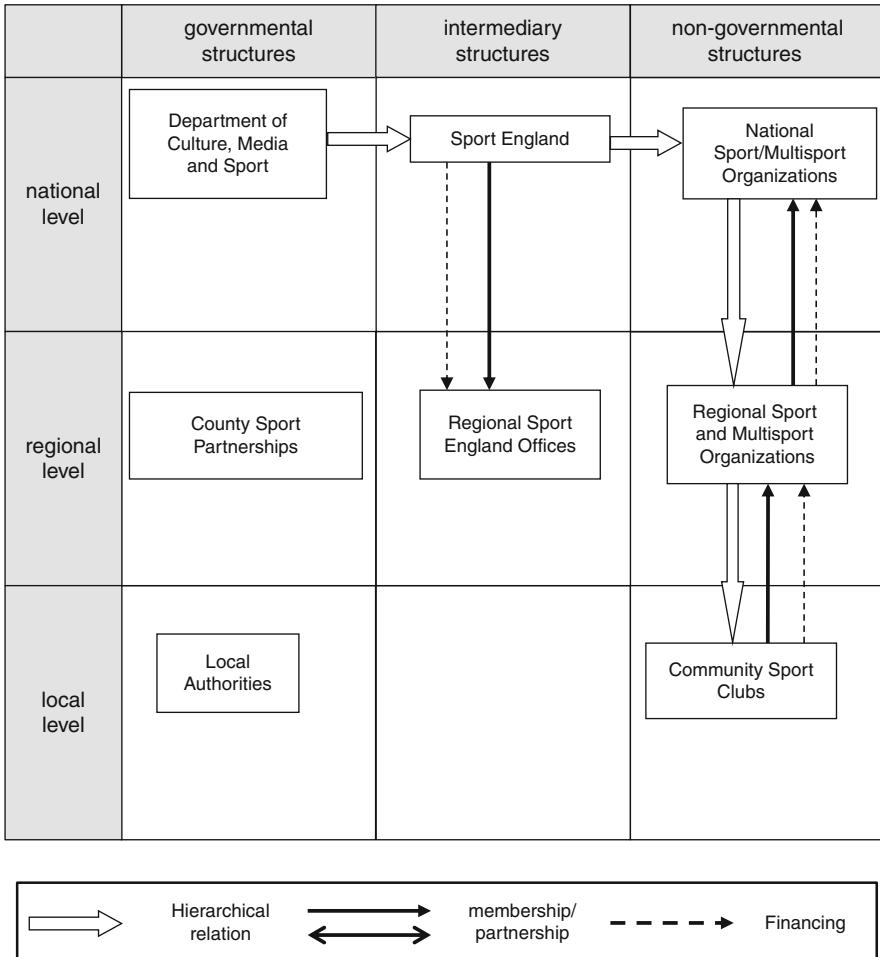 governmental
structures
intermediary
structures
non-governmental
structures
national
level
Department of
Culture, Media
and Sport
Sport England
National
Sport/Multisport
Organizations
regional
level
County Sport
Partnerships
Regional Sport
England Offices
Regional Sport
and Multisport
Organizations
local
level
Local
Authorities
Community Sport
Clubs
Hierarchical
relation
membership/
partnership
Financing